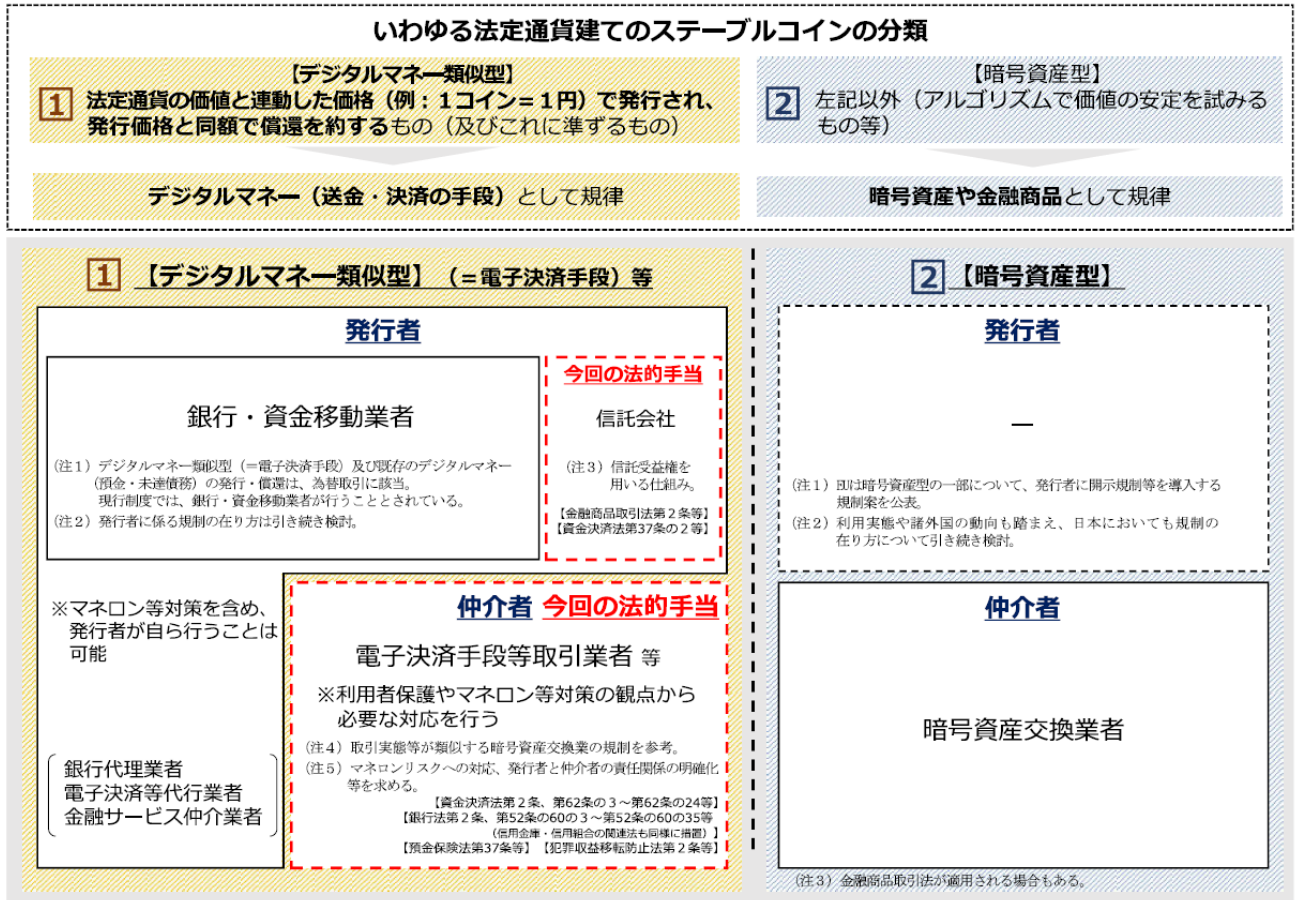 いわゆる法定通貨建てのステーブルコインの分類
【デジタルマネー類似型】
1 法定通貨の価値と連動した価格（例：１コイン＝１円）で発行され、
発行価格と同額で償還を約するもの（及びこれに準ずるもの）
デジタルマネー（送金・決済の手段）として規律
【暗号資産型】
2 左記以外（アルゴリズムで価値の安定を試みる
もの等）
暗号資産や金融商品として規律
1 【デジタルマネー類似型】（＝電子決済手段）等
発行者
銀行・資金移動業者
（注１）デジタルマネー類似型（＝電子決済手段）及び既存のデジタルマネー
（預金・未達債務）の発行・償還は、為替取引に該当。
現行制度では、銀行・資金移動業者が行うこととされている。
（注２）発行者に係る規制の在り方は引き続き検討。
今回の法的手当
信託会社
（注３）信託受益権を
用いる仕組み。
【金融商品取引法第２条等】
【資金決済法第37条の２等】
※マネロン等対策を含め、
発行者が自ら行うことは
可能
銀行代理業者
電子決済等代行業者
金融サービス仲介業者
仲介者 今回の法的手当
電子決済手段等取引業者 等
※利用者保護やマネロン等対策の観点から
必要な対応を行う
（注４）取引実態等が類似する暗号資産交換業の規制を参考。
（注５）マネロンリスクへの対応、発行者と仲介者の責任関係の明確化
等を求める。
【資金決済法第２条、第62条の３～第62条の24等】
【銀行法第２条、第52条の60の３～第52条の60の35等
（信用金庫・信用組合の関連法も同様に措置）】
【預金保険法第37条等】【犯罪収益移転防止法第２条等】
2 【暗号資産型】
発行者
―
（注１）EUは暗号資産型の一部について、発行者に開示規制等を導入する
規制案を公表。
（注２）利用実態や諸外国の動向も踏まえ、日本においても規制の
在り方について引き続き検討。
仲介者
暗号資産交換業者
（注３）金融商品取引法が適用される場合もある。